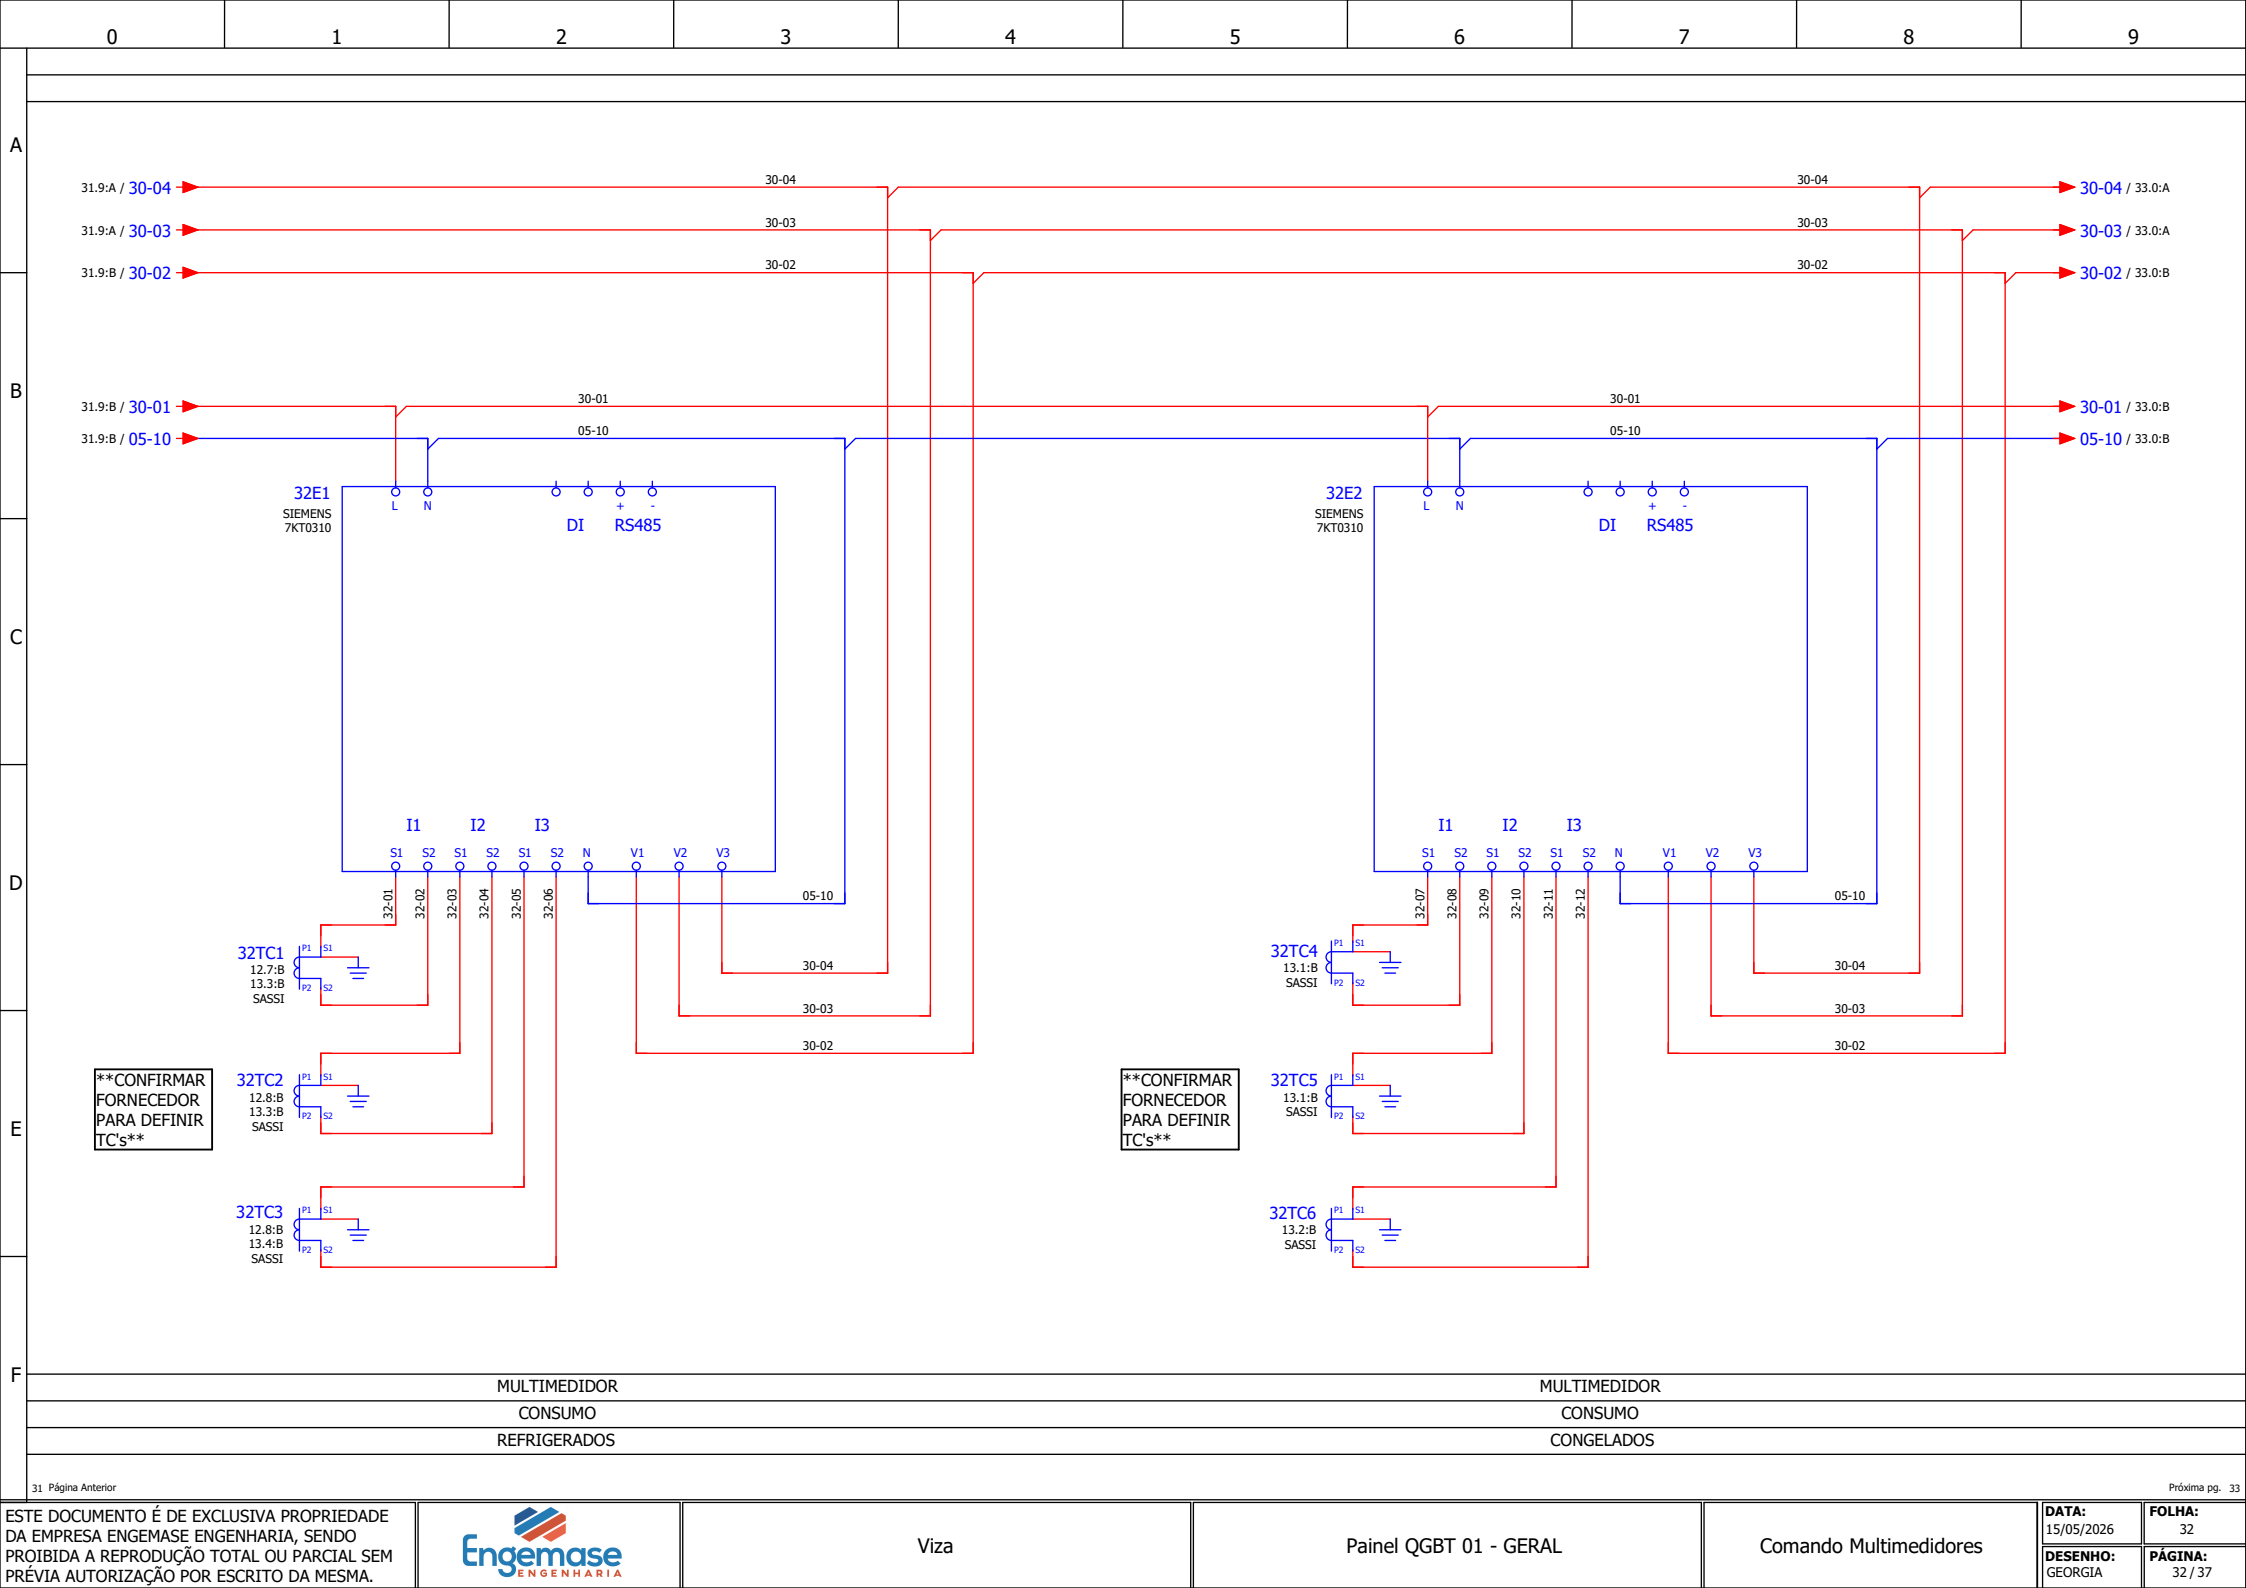 0 1 2 3 4 5 6 7 8 9
A
31.9:A / 30-04 30-04 30-04 30-04 / 33.0:A
31.9:A / 30-03 30-03 30-03 30-03 / 33.0:A
31.9:B / 30-02 30-02 30-02 30-02 / 33.0:B
B
31.9:B / 30-01 30-01 30-01 30-01 / 33.0:B
31.9:B / 05-10 05-10 05-10 05-10 / 33.0:B
32E1
SIEMENS
7KT0310
L N + -
DI RS485
32E2
SIEMENS
7KT0310
L N + -
DI RS485
C
I1 I2 I3
S1 S2 S1 S2 S1 S2 N V1 V2 V3
I1 I2 I3
S1 S2 S1 S2 S1 S2 N V1 V2 V3
D
32-01 32-02 32-03 32-04 32-05 32-06 05-10
32-07 32-08 32-09 32-10 32-11 32-12 05-10
32TC1
12.7:B
13.3:B
SASSI
P1 S1
P2 S2
30-04
30-03
30-02
32TC4
13.1:B
SASSI
P1 S1
P2 S2
30-04
30-03
30-02
E
**CONFIRMAR
FORNECEDOR
PARA DEFINIR
TC's**
32TC2
12.8:B
13.3:B
SASSI
P1 S1
P2 S2
**CONFIRMAR
FORNECEDOR
PARA DEFINIR
TC's**
32TC5
13.1:B
SASSI
P1 S1
P2 S2
32TC3
12.8:B
13.4:B
SASSI
P1 S1
P2 S2
32TC6
13.2:B
SASSI
P1 S1
P2 S2
F
MULTIMEDIDOR MULTIMEDIDOR
CONSUMO CONSUMO
REFRIGERADOS CONGELADOS
31 Página Anterior
Próxima pg. 33
ESTE DOCUMENTO É DE EXCLUSIVA PROPRIEDADE
DA EMPRESA ENGEMASE ENGENHARIA, SENDO
PROIBIDA A REPRODUÇÃO TOTAL OU PARCIAL SEM
PRÉVIA AUTORIZAÇÃO POR ESCRITO DA MESMA.
Engemase
ENGENHARIA
Viza
Painel QGBT 01 - GERAL
Comando Multimedidores
DATA:
15/05/2026
FOLHA:
32
DESENHO:
GEORGIA
PÁGINA:
32 / 37